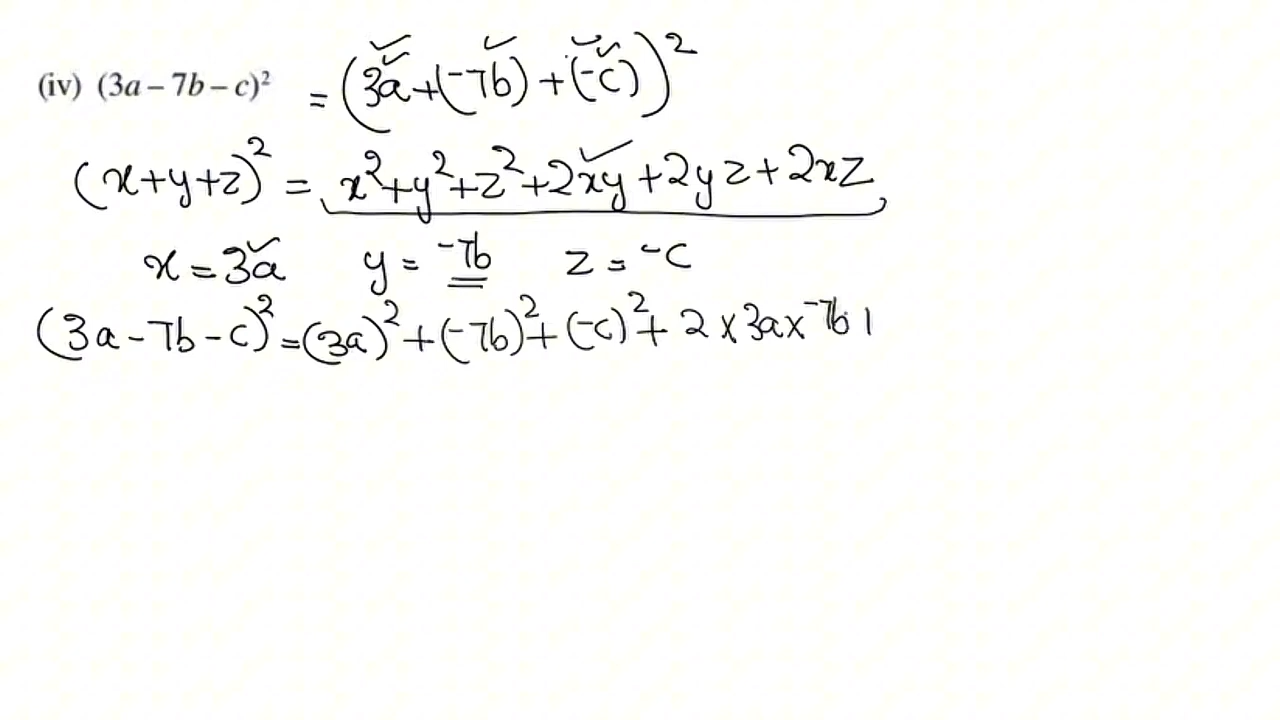 (iv) (3a – 7b – c)² = (3a + (-7b) + (-c))²
(x+y+z)² = x²+y²+z²+2xy+2yz+2xz
x = 3a y = -7b z = -c
(3a - 7b - c)² = (3a)² + (-7b)² + (-c)² + 2 x 3a x -7b